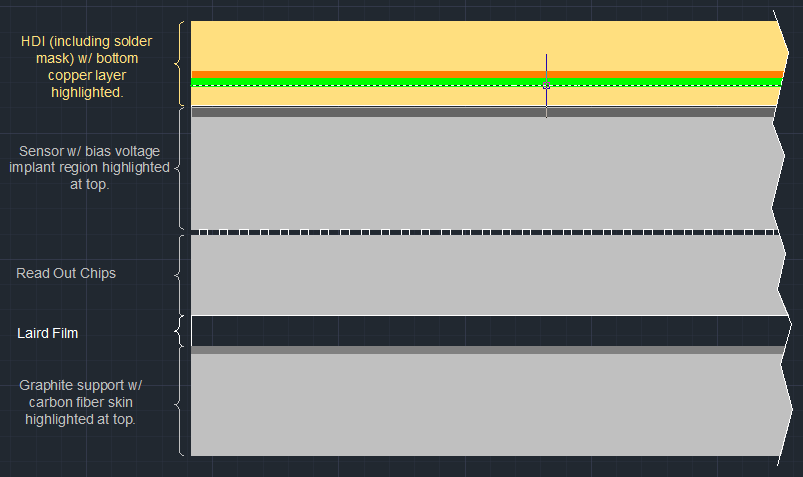 HDI (including solder
mask) w/ bottom
copper layer
highlighted.
Sensor w/ bias voltage
implant region highlighted
at top.
Read Out Chips
Laird Film
Graphite support w/
carbon fiber skin
highlighted at top.